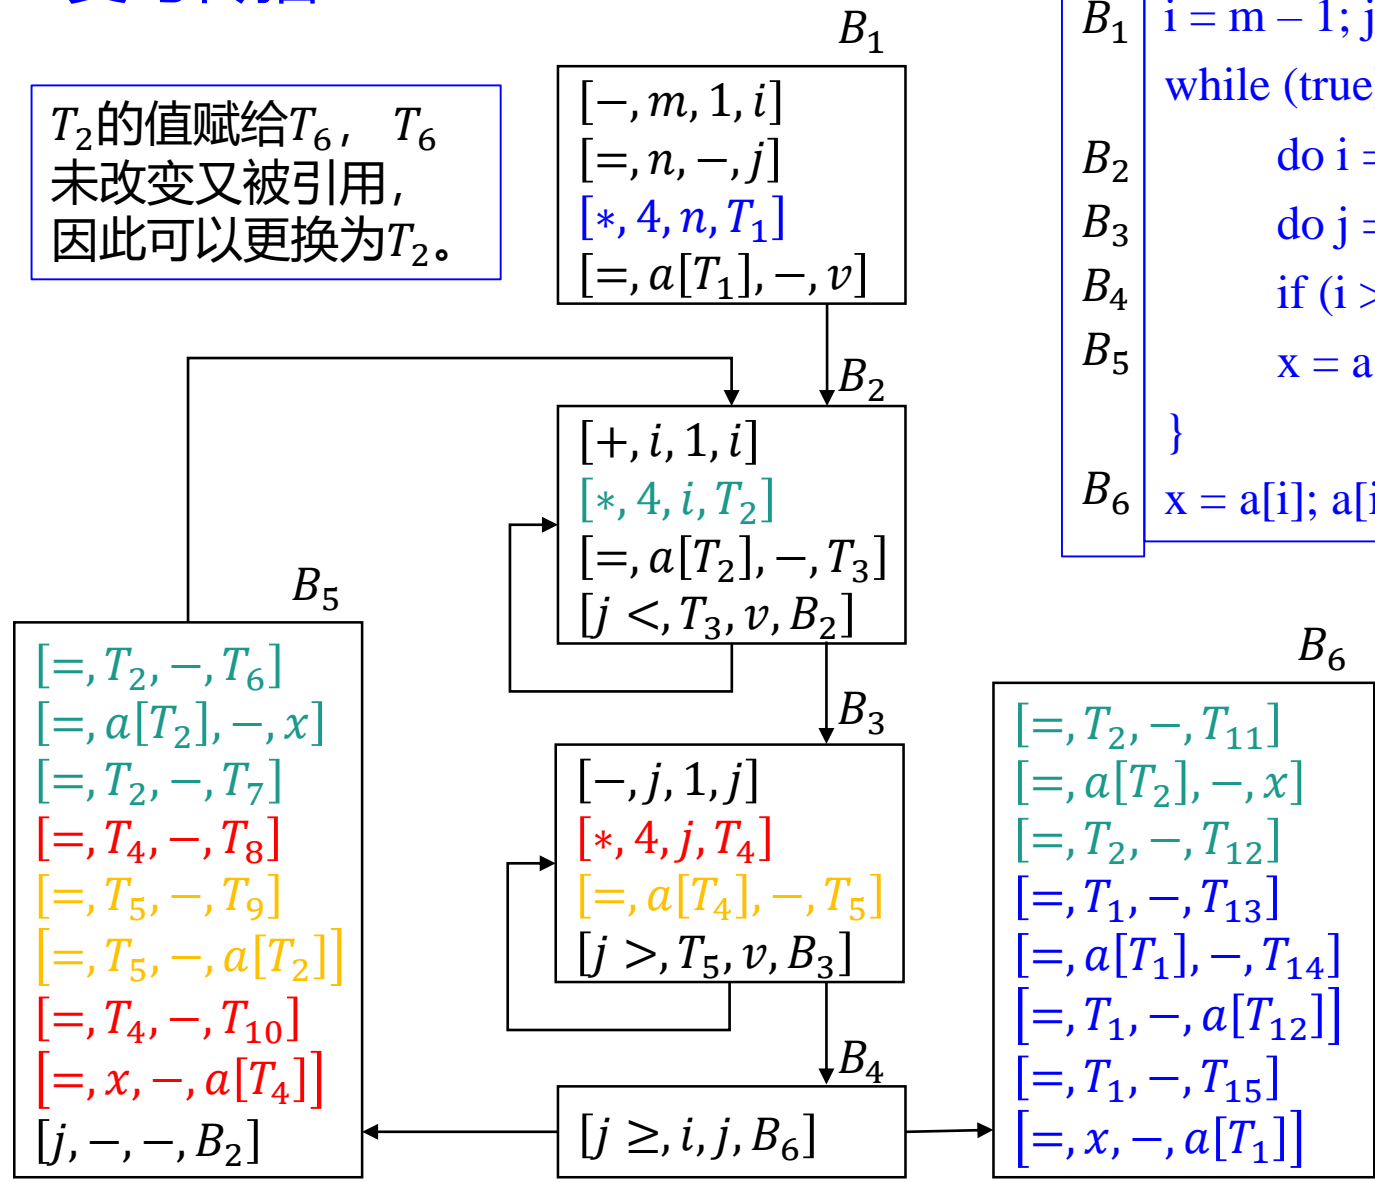 B₁
T₂的值赋给T₆， T₆
未改变又被引用，
因此可以更换为T₂。
[−, m, 1, i]
[=, n, −, j]
[∗, 4, n, T₁]
[=, a[T₁], −, v]
B₁ i = m – 1; j
while (true
B₂ do i =
B₃ do j =
B₄ if (i >
B₅ x = a
}
B₆ x = a[i]; a[i
B₂
[+, i, 1, i]
[∗, 4, i, T₂]
[=, a[T₂], −, T₃]
[j <, T₃, v, B₂]
B₃
[−, j, 1, j]
[∗, 4, j, T₄]
[=, a[T₄], −, T₅]
[j >, T₅, v, B₃]
B₄
[j ≥, i, j, B₆]
B₅
[=, T₂, −, T₆]
[=, a[T₂], −, x]
[=, T₂, −, T₇]
[=, T₄, −, T₈]
[=, T₅, −, T₉]
[=, T₅, −, a[T₂]]
[=, T₄, −, T₁₀]
[=, x, −, a[T₄]]
[j, −, −, B₂]
B₆
[=, T₂, −, T₁₁]
[=, a[T₂], −, x]
[=, T₂, −, T₁₂]
[=, T₁, −, T₁₃]
[=, a[T₁], −, T₁₄]
[=, T₁, −, a[T₁₂]]
[=, T₁, −, T₁₅]
[=, x, −, a[T₁]]